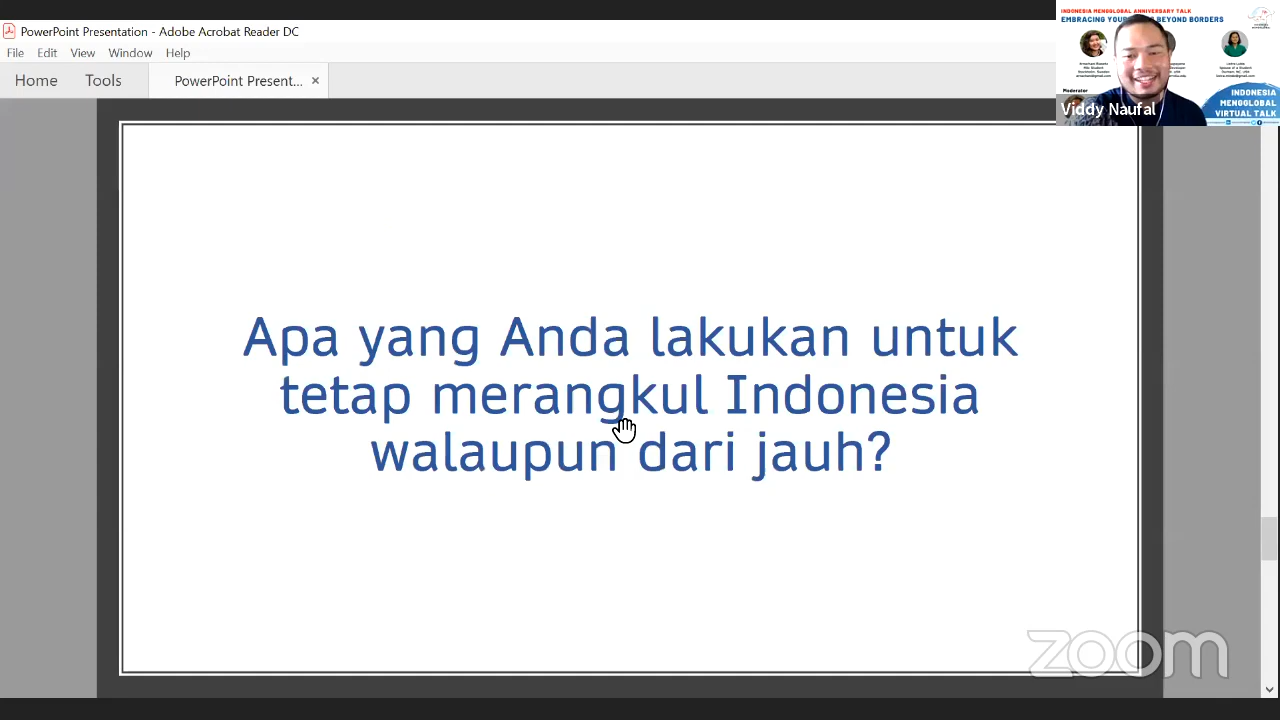 PowerPoint Presentation - Adobe Acrobat Reader DC
File Edit View Window Help
Home Tools PowerPoint Present... ×
INDONESIA MENGGLOBAL ANNIVERSARY TALK
EMBRACING YOUR BEYOND BORDERS
Moderator
INDONESIA
MENGGLOBAL
VIRTUAL TALK
Viddy Naufal
Apa yang Anda lakukan untuk
tetap merangkul Indonesia
walaupun dari jauh?
zoom